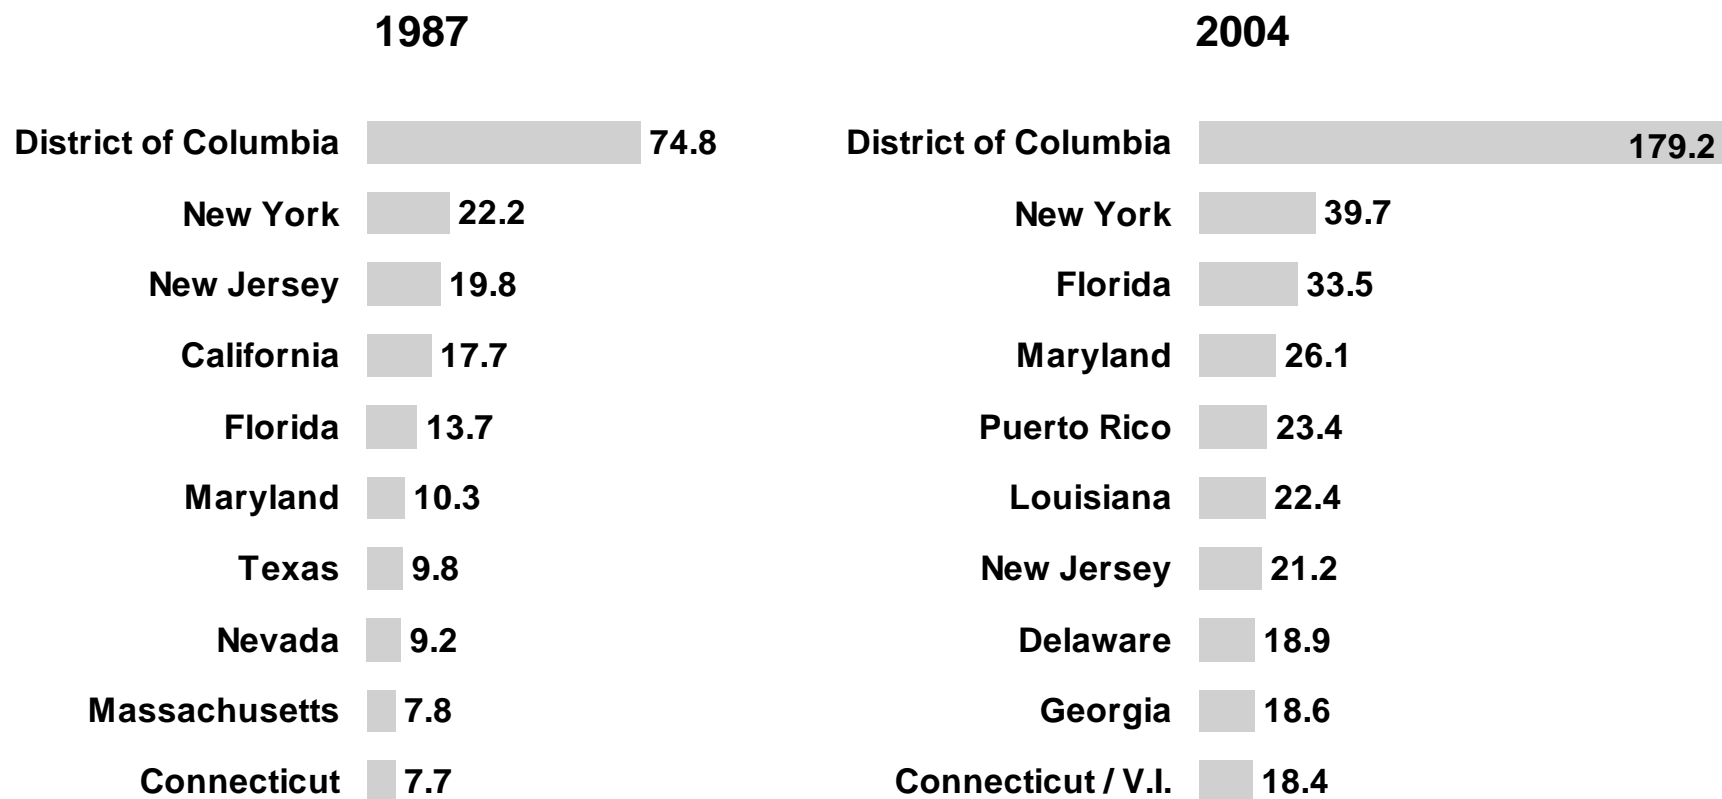 1987
District of Columbia 74.8
New York 22.2
New Jersey 19.8
California 17.7
Florida 13.7
Maryland 10.3
Texas 9.8
Nevada 9.2
Massachusetts 7.8
Connecticut 7.7
2004
District of Columbia 179.2
New York 39.7
Florida 33.5
Maryland 26.1
Puerto Rico 23.4
Louisiana 22.4
New Jersey 21.2
Delaware 18.9
Georgia 18.6
Connecticut / V.I. 18.4